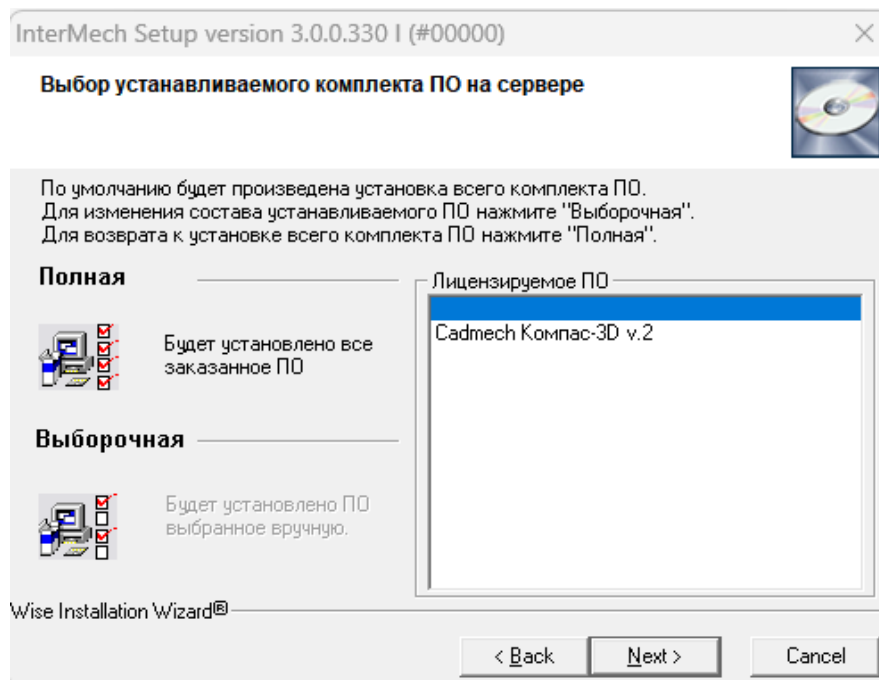 InterMech Setup version 3.0.0.330 I (#00000)
Выбор устанавливаемого комплекта ПО на сервере
По умолчанию будет произведена установка всего комплекта ПО.
Для изменения состава устанавливаемого ПО нажмите "Выборочная".
Для возврата к установке всего комплекта ПО нажмите "Полная".
Полная
Будет установлено все
заказанное ПО
Выборочная
Будет установлено ПО
выбранное вручную.
Лицензируемое ПО
Cadmech Компас-3D v.2
Wise Installation Wizard®
< Back
Next >
Cancel